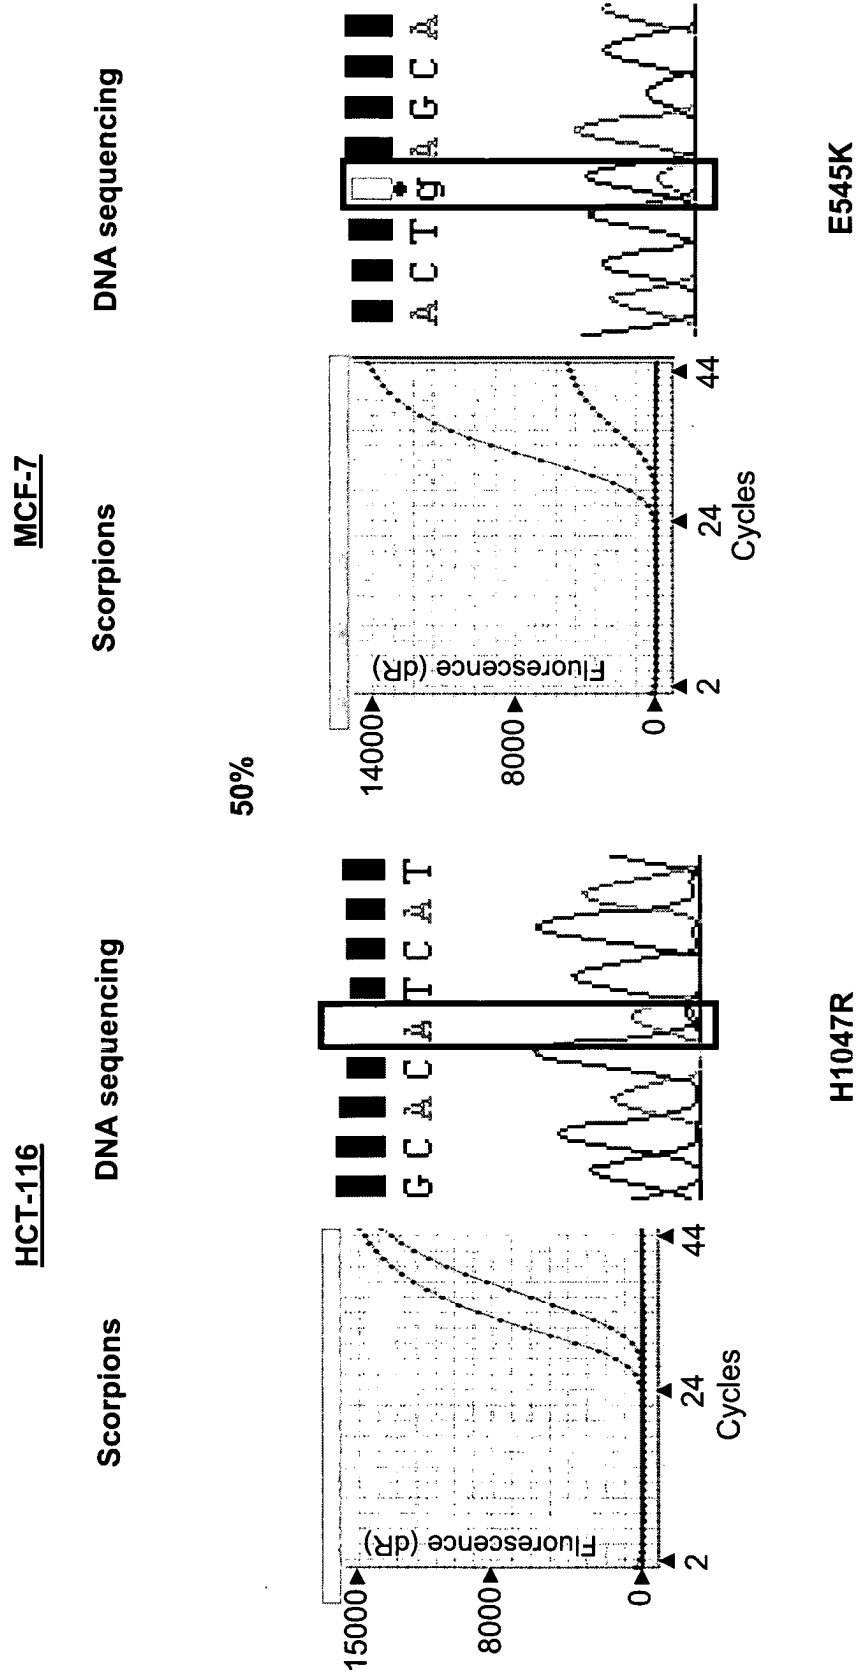 HCT-116
Scorpions
DNA sequencing
15000
8000
0
Fluorescence (dR)
2
24
44
Cycles
G C A C A T C A T
H1047R
50%
MCF-7
Scorpions
DNA sequencing
14000
8000
0
Fluorescence (dR)
2
24
44
Cycles
A C T g A G C A
E545K